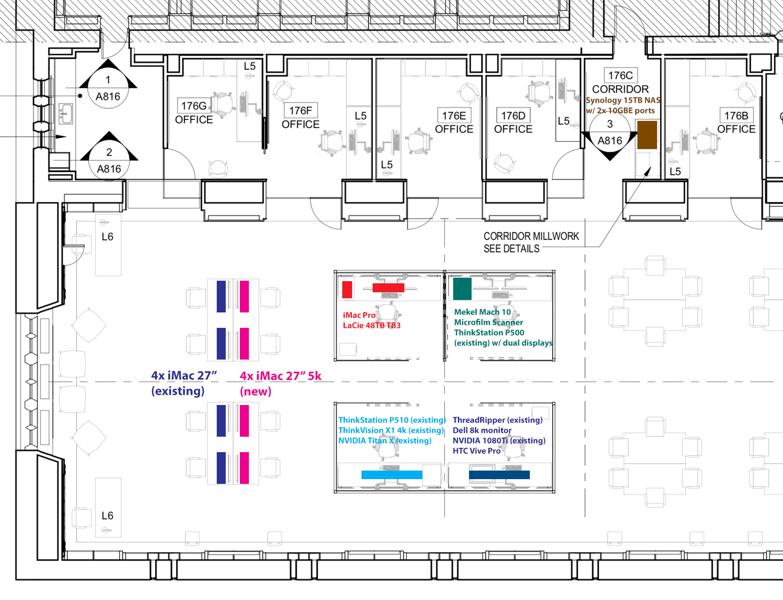 1
A816
2
A816
176G
OFFICE
L5
176F
OFFICE
L5
176E
OFFICE
L5
176D
OFFICE
L5
176C
CORRIDOR
Synology 15TB NAS
w/ 2x 10GBE ports
3
A816
176B
OFFICE
L5
CORRIDOR MILLWORK
SEE DETAILS
L6
iMac Pro
LaCie 48TB TB3
Mekel Mach 10
Microfilm Scanner
ThinkStation P500
(existing) w/ dual displays
4x iMac 27”
(existing)
4x iMac 27” 5k
(new)
ThinkStation P510 (existing)
ThinkVision X1 4k (existing)
NVIDIA Titan X (existing)
ThreadRipper (existing)
Dell 8k monitor
NVIDIA 1080Ti (existing)
HTC Vive Pro
L6